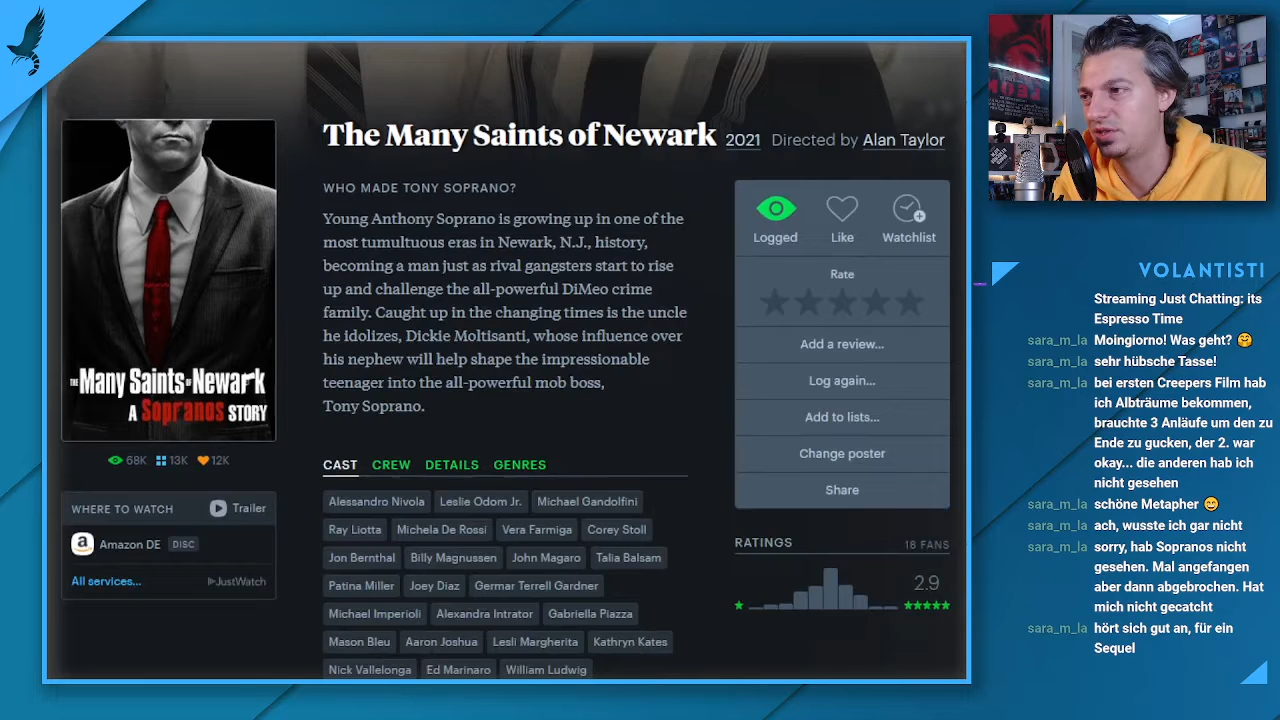 The Many Saints of Newark 2021 Directed by Alan Taylor
WHO MADE TONY SOPRANO?
Young Anthony Soprano is growing up in one of the
most tumultuous eras in Newark, N.J., history,
becoming a man just as rival gangsters start to rise
up and challenge the all-powerful DiMeo crime
family. Caught up in the changing times is the uncle
he idolizes, Dickie Moltisanti, whose influence over
his nephew will help shape the impressionable
teenager into the all-powerful mob boss,
Tony Soprano.
THE Many Saints OF Newark
A Sopranos STORY
68K 13K 12K
WHERE TO WATCH Trailer
a Amazon DE DISC
All services... JustWatch
CAST CREW DETAILS GENRES
Alessandro Nivola Leslie Odom Jr. Michael Gandolfini
Ray Liotta Michela De Rossi Vera Farmiga Corey Stoll
Jon Bernthal Billy Magnussen John Magaro Talia Balsam
Patina Miller Joey Diaz Germar Terrell Gardner
Michael Imperioli Alexandra Intrator Gabriella Piazza
Mason Bleu Aaron Joshua Lesli Margherita Kathryn Kates
Nick Vallelonga Ed Marinaro William Ludwig
Logged Like Watchlist
Rate
Add a review...
Log again...
Add to lists...
Change poster
Share
RATINGS 18 FANS
2.9
VOLANTISTI
Streaming Just Chatting: its
Espresso Time
sara_m_la Moingiorno! Was geht? 🤗
sara_m_la sehr hübsche Tasse!
sara_m_la bei ersten Creepers Film hab
ich Albträume bekommen,
brauchte 3 Anläufe um den zu
Ende zu gucken, der 2. war
okay... die anderen hab ich
nicht gesehen
sara_m_la schöne Metapher 😄
sara_m_la ach, wusste ich gar nicht
sara_m_la sorry, hab Sopranos nicht
gesehen. Mal angefangen
aber dann abgebrochen. Hat
mich nicht gecatcht
sara_m_la hört sich gut an, für ein
Sequel